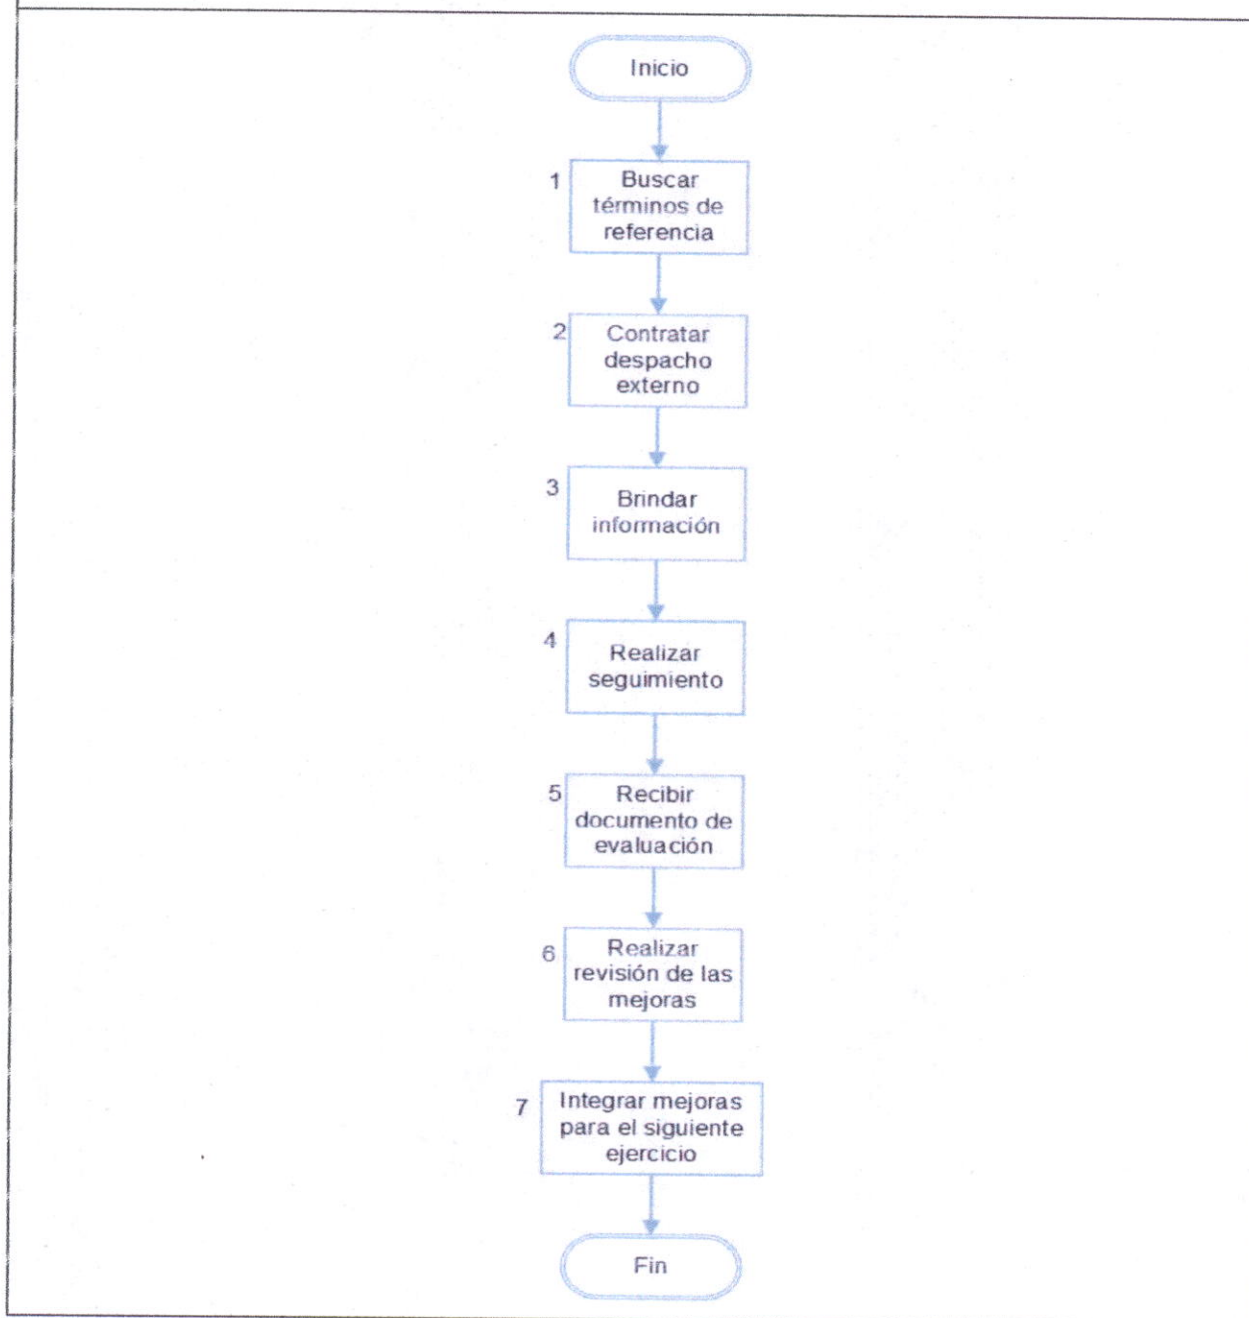 Inicio
1
Buscar
términos de
referencia
2
Contratar
despacho
externo
3
Brindar
información
4
Realizar
seguimiento
5
Recibir
documento de
evaluación
6
Realizar
revisión de las
mejoras
7
Integrar mejoras
para el siguiente
ejercicio
Fin